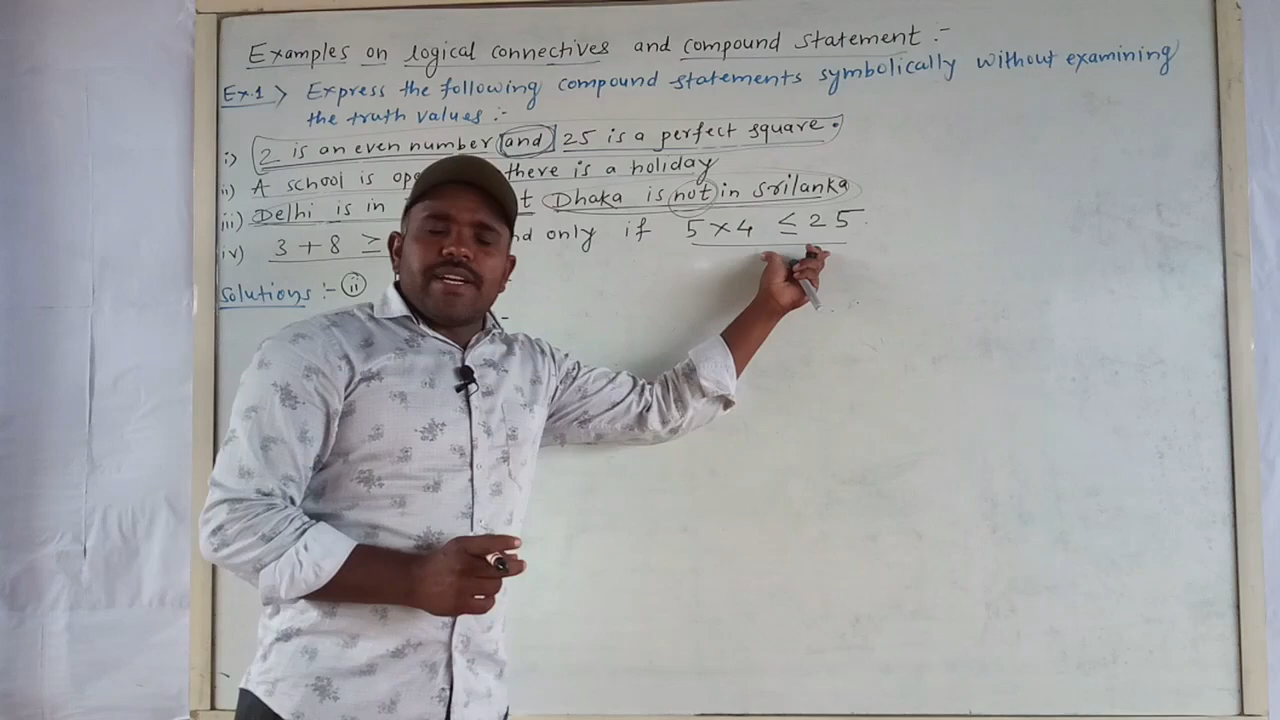 Examples on logical connectives and compound statement :-
Ex.1> Express the following compound statements symbolically without examining
the truth values :-
i) 2 is an even number and 25 is a perfect square.
ii) A school is there is a holiday
iii) Delhi is in Dhaka is not in Srilanka
iv) 3 + 8 ≥ only if 5 × 4 ≤ 25.
Solutions :- ii